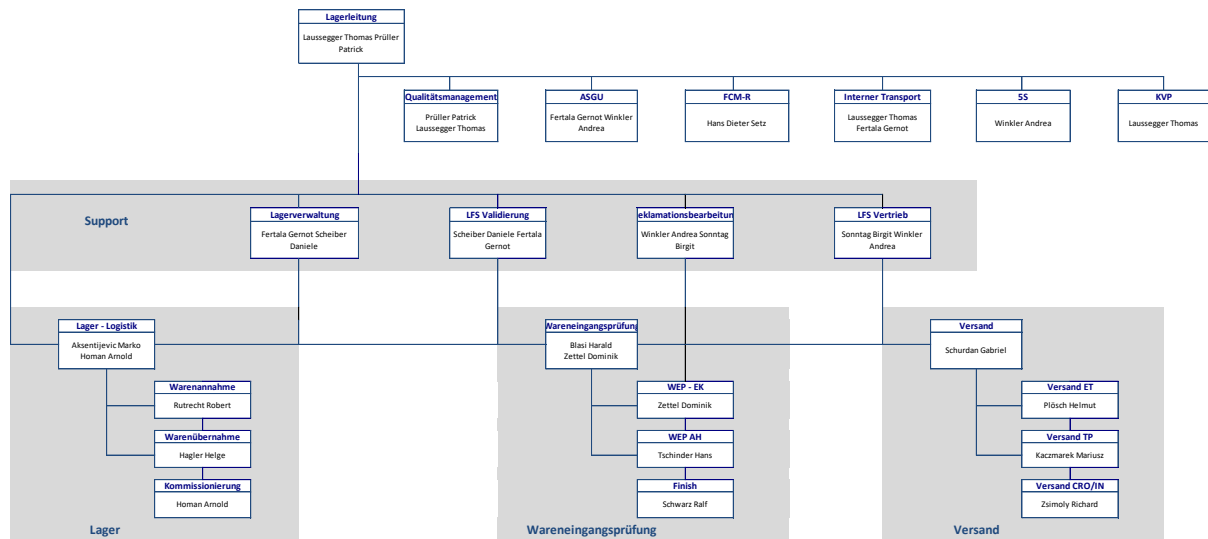 Lagerleitung
Laussegger Thomas Prüller
Patrick
Qualitätsmanagement
Prüller Patrick
Laussegger Thomas
ASGU
Fertala Gernot Winkler
Andrea
FCM-R
Hans Dieter Setz
Interner Transport
Laussegger Thomas
Fertala Gernot
5S
Winkler Andrea
KVP
Laussegger Thomas
Support
Lagerverwaltung
Fertala Gernot Scheiber
Daniele
LFS Validierung
Scheiber Daniele Fertala
Gernot
eklamationsbearbeitun
Winkler Andrea Sonntag
Birgit
LFS Vertrieb
Sonntag Birgit Winkler
Andrea
Lager - Logistik
Aksentijevic Marko
Homan Arnold
Warenannahme
Rutrecht Robert
Warenübernahme
Hagler Helge
Kommissionierung
Homan Arnold
Lager
Wareneingangsprüfung
Blasi Harald
Zettel Dominik
WEP - EK
Zettel Dominik
WEP AH
Tschinder Hans
Finish
Schwarz Ralf
Wareneingangsprüfung
Versand
Schurdan Gabriel
Versand ET
Plösch Helmut
Versand TP
Kaczmarek Mariusz
Versand CRO/IN
Zsimoly Richard
Versand